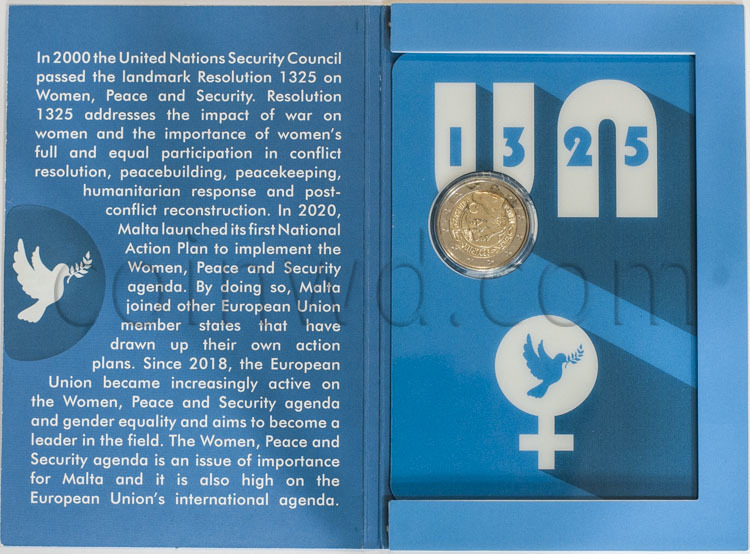 In 2000 the United Nations Security Council
passed the landmark Resolution 1325 on
Women, Peace and Security. Resolution
1325 addresses the impact of war on
women and the importance of women's
full and equal participation in conflict
resolution, peacebuilding, peacekeeping,
humanitarian response and post-
conflict reconstruction. In 2020,
Malta launched its first National
Action Plan to implement the
Women, Peace and Security
agenda. By doing so, Malta
joined other European Union
member states that have
drawn up their own action
plans. Since 2018, the European
Union became increasingly active on
the Women, Peace and Security agenda
and gender equality and aims to become a
leader in the field. The Women, Peace and
Security agenda is an issue of importance
for Malta and it is also high on the
European Union's international agenda.
UN
1325
coinwd.com